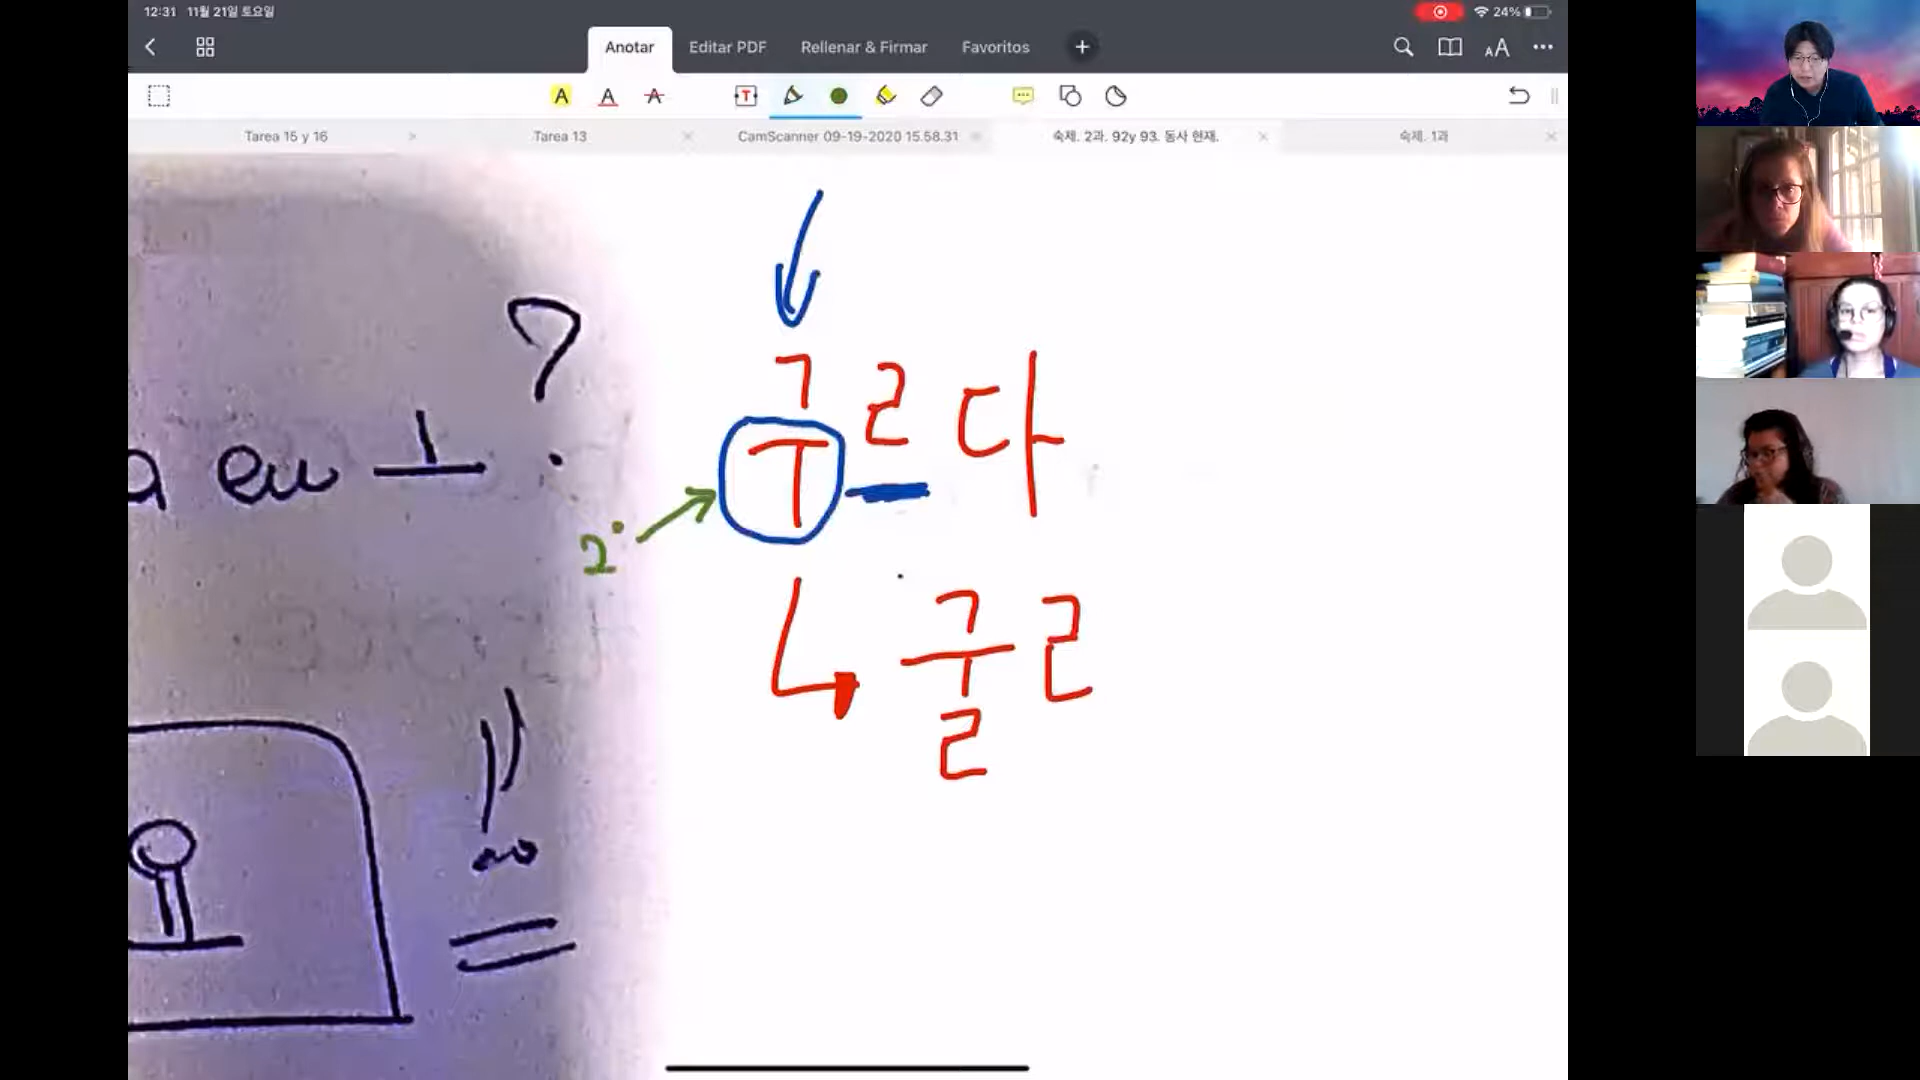 12:31 11월 21일 토요일 24%
Anotar Editar PDF Rellenar & Firmar Favoritos
Tarea 15 y 16 Tarea 13 CamScanner 09-19-2020 15.58.31 숙제. 2과. 92y 93. 동사 현재. 숙제. 1과
?
a en ㅗ .
구르다
2°
굴ㄹ